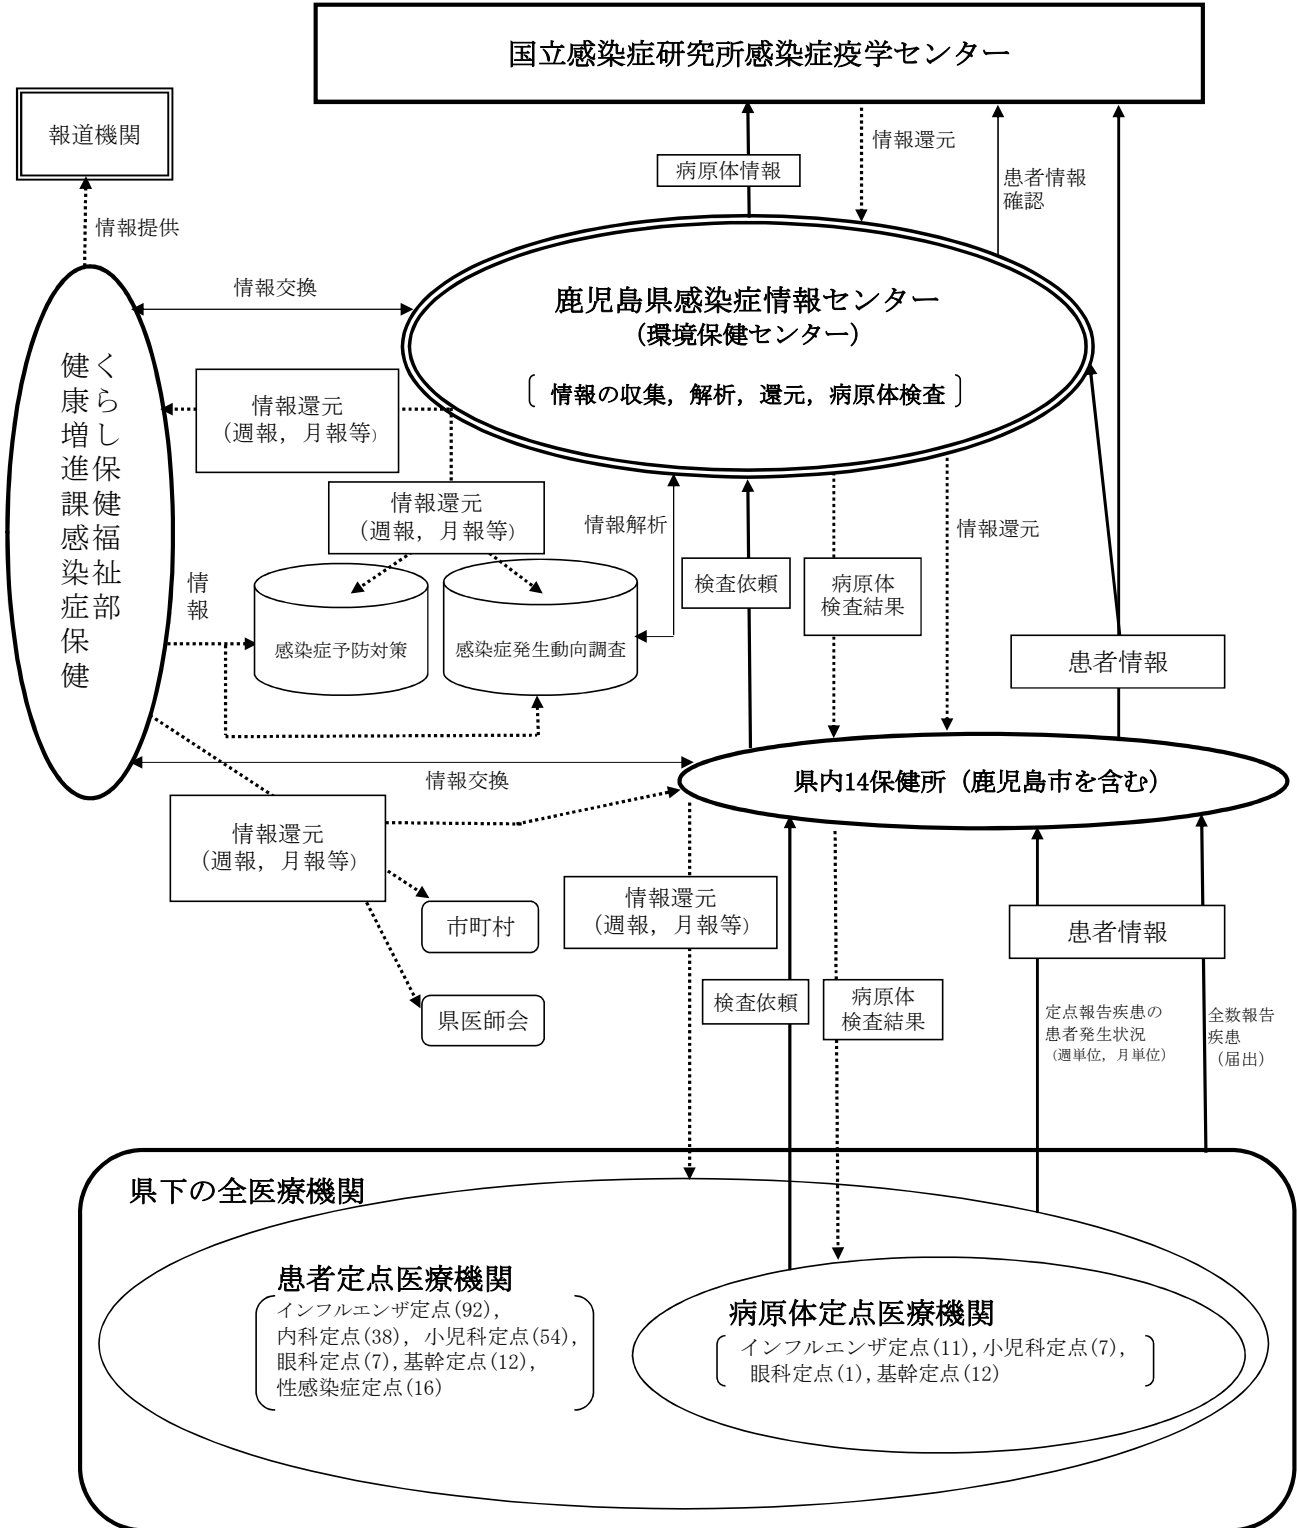 国立感染症研究所感染症疫学センター
報道機関
情報還元
病原体情報
患者情報
確認
情報提供
情報交換
鹿児島県感染症情報センター
（環境保健センター）
情報の収集，解析，還元，病原体検査
くらし保健福祉部
健康増進課感染症保健
情報還元
（週報，月報等）
情報還元
（週報，月報等）
情報解析
情報還元
検査依頼
病原体
検査結果
情報
感染症予防対策
感染症発生動向調査
患者情報
情報交換
県内14保健所（鹿児島市を含む）
情報還元
（週報，月報等）
情報還元
（週報，月報等）
市町村
患者情報
検査依頼
病原体
検査結果
県医師会
定点報告疾患の
患者発生状況
（週単位，月単位）
全数報告
疾患
（届出）
県下の全医療機関
患者定点医療機関
インフルエンザ定点(92)，
内科定点(38)，小児科定点(54)，
眼科定点(7)，基幹定点(12)，
性感染症定点(16)
病原体定点医療機関
インフルエンザ定点(11)，小児科定点(7)，
眼科定点(1)，基幹定点(12)